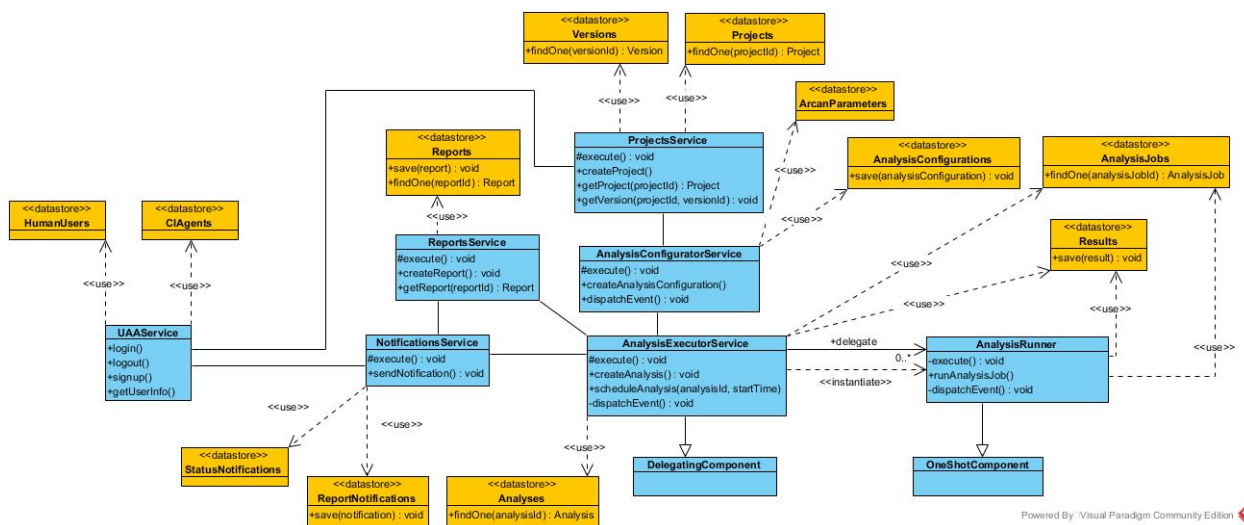 <<datastore>>
Versions
+findOne(versionId) : Version
<<datastore>>
Projects
+findOne(projectId) : Project
<<use>>
<<use>>
<<datastore>>
ArcanParameters
<<use>>
<<datastore>>
Reports
+save(report) : void
+findOne(reportId) : Report
<<use>>
ProjectsService
#execute() : void
+createProject()
+getProject(projectId) : Project
+getVersion(projectId, versionId) : void
<<datastore>>
AnalysisConfigurations
+save(analysisConfiguration) : void
<<use>>
<<datastore>>
AnalysisJobs
+findOne(analysisJobId) : AnalysisJob
<<use>>
<<use>>
<<datastore>>
HumanUsers
<<use>>
<<datastore>>
CIAgents
<<use>>
ReportsService
#execute() : void
+createReport() : void
+getReport(reportId) : Report
AnalysisConfiguratorService
#execute() : void
+createAnalysisConfiguration()
+dispatchEvent() : void
<<datastore>>
Results
+save(result) : void
<<use>>
<<use>>
UAAService
+login()
+logout()
+signup()
+getUserInfo()
NotificationsService
#execute() : void
+sendNotification() : void
AnalysisExecutorService
#execute() : void
+createAnalysis() : void
+scheduleAnalysis(analysisId, startTime)
-dispatchEvent() : void
+delegate
0..*
<<instantiate>>
AnalysisRunner
-execute() : void
+runAnalysisJob()
-dispatchEvent() : void
<<use>>
<<use>>
<<use>>
<<datastore>>
StatusNotifications
<<datastore>>
ReportNotifications
+save(notification) : void
<<datastore>>
Analyses
+findOne(analysisId) : Analysis
DelegatingComponent
OneShotComponent
Powered By Visual Paradigm Community Edition